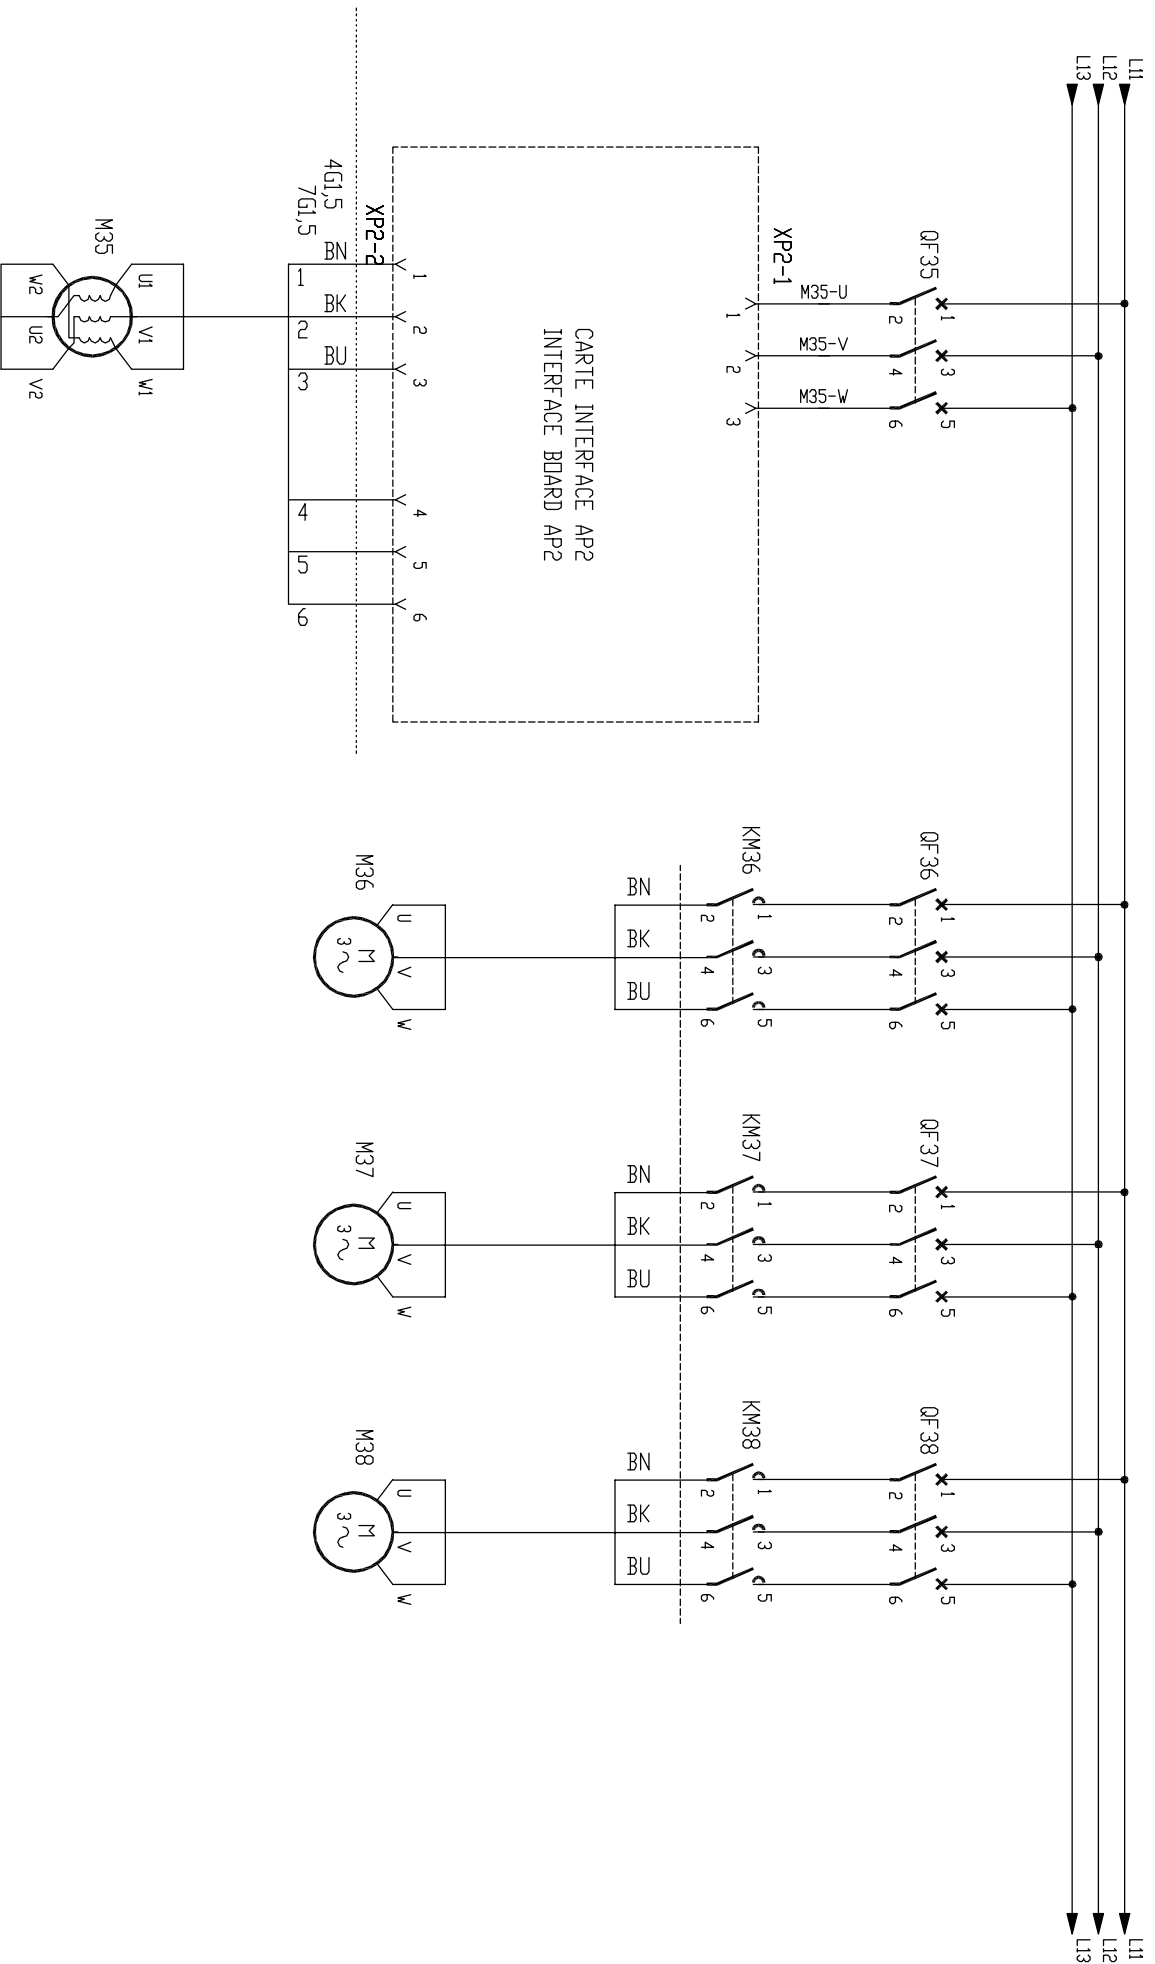 L11
L12
L13
L11
L12
L13
QF35
1
3
5
2
4
6
M35-U
M35-V
M35-W
XP2-1
1
2
3
CARTE INTERFACE AP2
INTERFACE BOARD AP2
XP2-2
1
2
3
4
5
6
4G1,5
7G1,5
BN
BK
BU
1
2
3
4
5
6
M35
U1
V1
W1
W2
U2
V2
QF36
1
3
5
2
4
6
KM36
1
3
5
2
4
6
BN
BK
BU
M36
U
V
W
M
3~
QF37
1
3
5
2
4
6
KM37
1
3
5
2
4
6
BN
BK
BU
M37
U
V
W
M
3~
QF38
1
3
5
2
4
6
KM38
1
3
5
2
4
6
BN
BK
BU
M38
U
V
W
M
3~